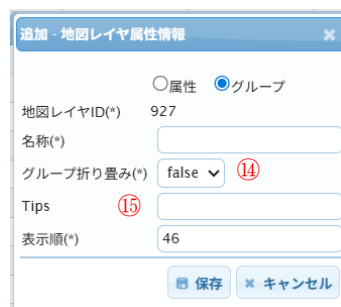 追加 - 地図レイヤ属性情報 ×
属性 グループ
地図レイヤID(*) 927
名称(*)
グループ折り畳み(*) false ⑭
Tips ⑮
表示順(*) 46
保存 × キャンセル